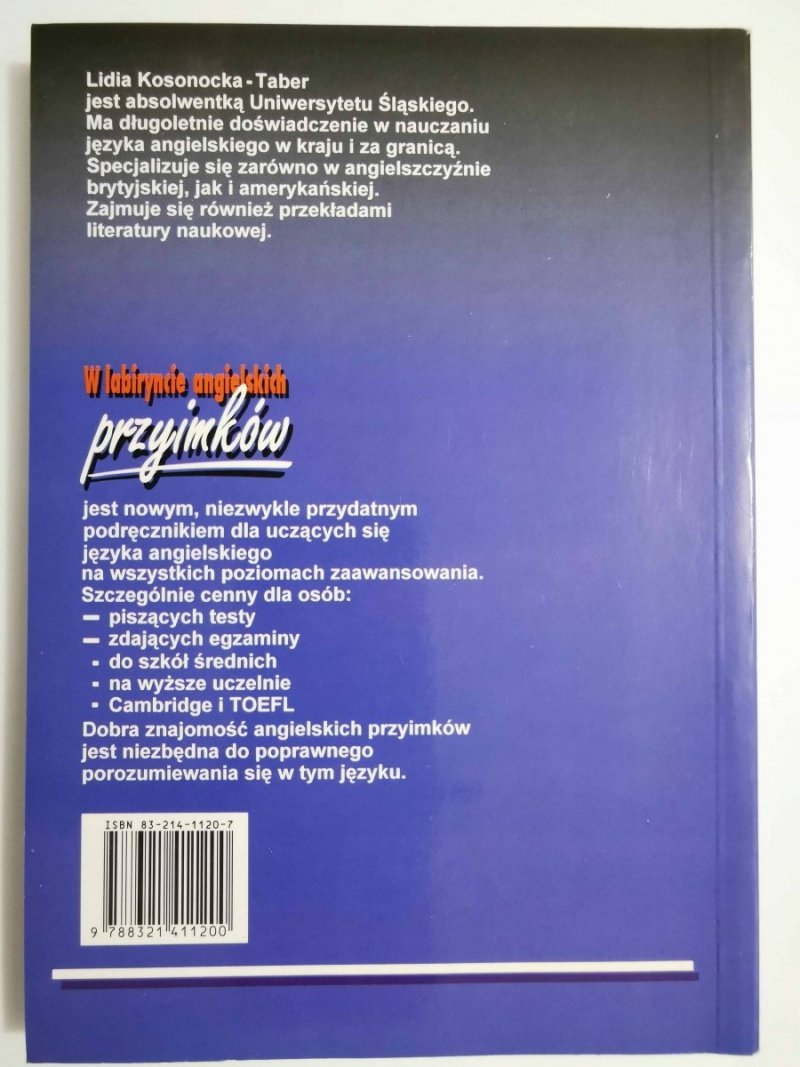 Lidia Kosonocka-Taber
jest absolwentką Uniwersytetu Śląskiego.
Ma długoletnie doświadczenie w nauczaniu
języka angielskiego w kraju i za granicą.
Specjalizuje się zarówno w angielszczyźnie
brytyjskiej, jak i amerykańskiej.
Zajmuje się również przekładami
literatury naukowej.
W labiryncie angielskich
przyimków
jest nowym, niezwykle przydatnym
podręcznikiem dla uczących się
języka angielskiego
na wszystkich poziomach zaawansowania.
Szczególnie cenny dla osób:
– piszących testy
– zdających egzaminy
- do szkół średnich
- na wyższe uczelnie
- Cambridge i TOEFL
Dobra znajomość angielskich przyimków
jest niezbędna do poprawnego
porozumiewania się w tym języku.
ISBN 83-214-1120-7
9 788321 411200